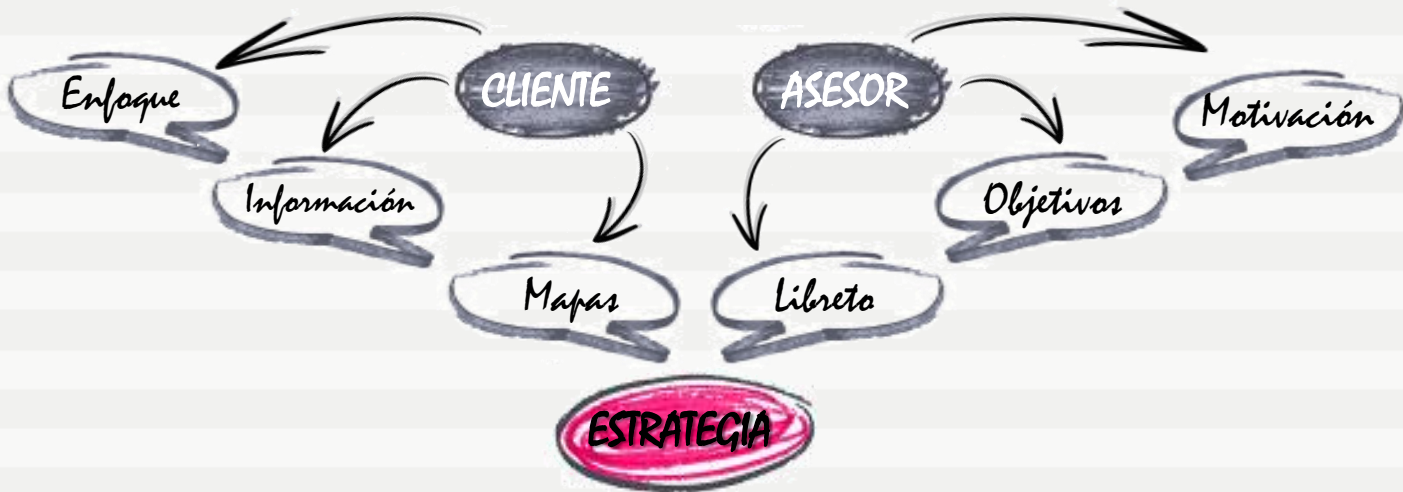 CLIENTE
ASESOR
Enfoque
Motivación
Información
Objetivos
Mapas
Libreto
ESTRATEGIA